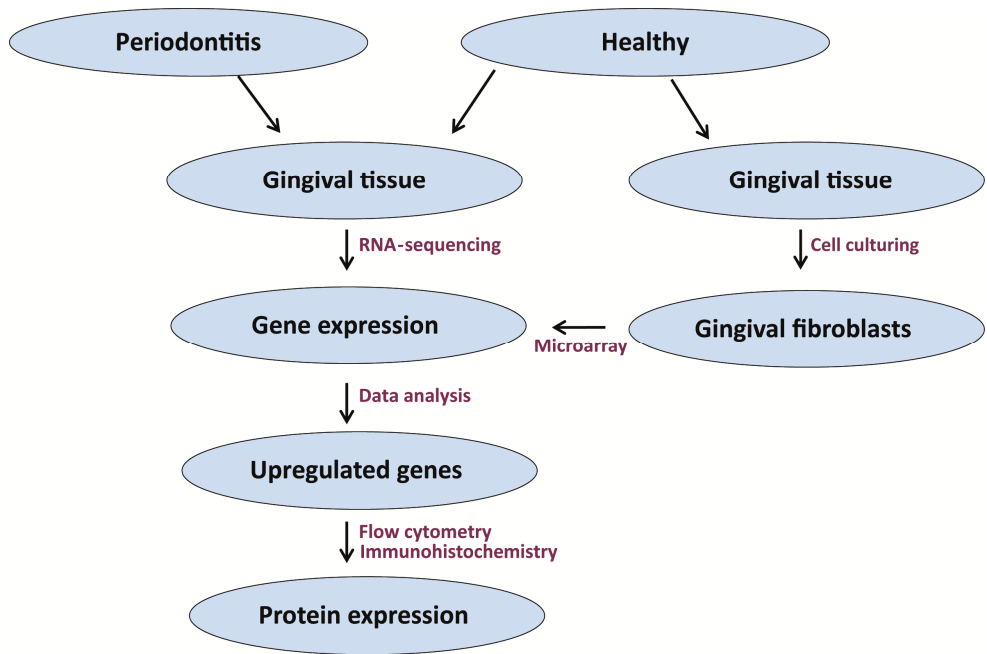 Periodontitis
Healthy
Gingival tissue
Gingival tissue
RNA-sequencing
Cell culturing
Gene expression
Gingival fibroblasts
Microarray
Data analysis
Upregulated genes
Flow cytometry
Immunohistochemistry
Protein expression